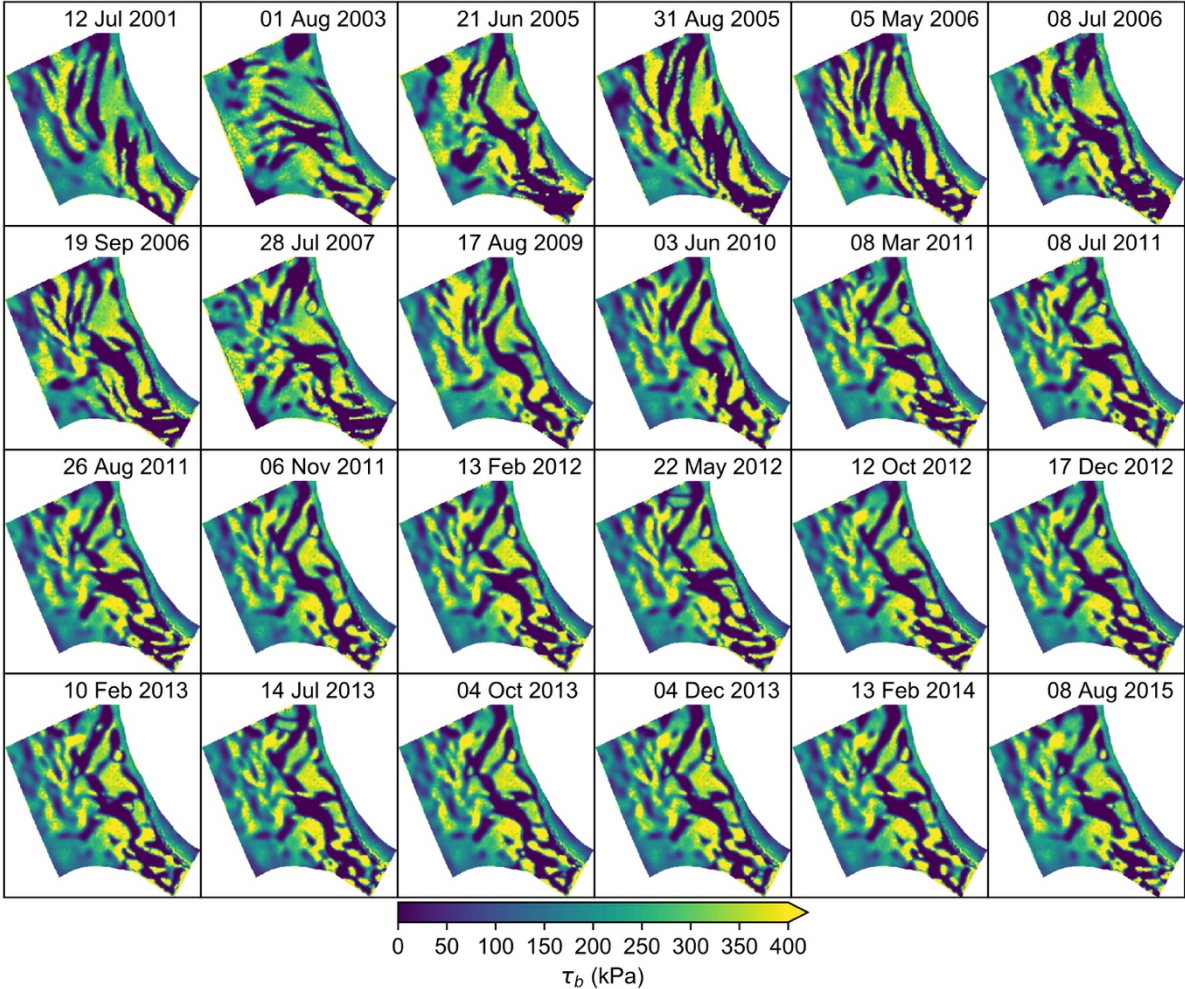 12 Jul 2001
01 Aug 2003
21 Jun 2005
31 Aug 2005
05 May 2006
08 Jul 2006
19 Sep 2006
28 Jul 2007
17 Aug 2009
03 Jun 2010
08 Mar 2011
08 Jul 2011
26 Aug 2011
06 Nov 2011
13 Feb 2012
22 May 2012
12 Oct 2012
17 Dec 2012
10 Feb 2013
14 Jul 2013
04 Oct 2013
04 Dec 2013
13 Feb 2014
08 Aug 2015
0 50 100 150 200 250 300 350 400
τb (kPa)